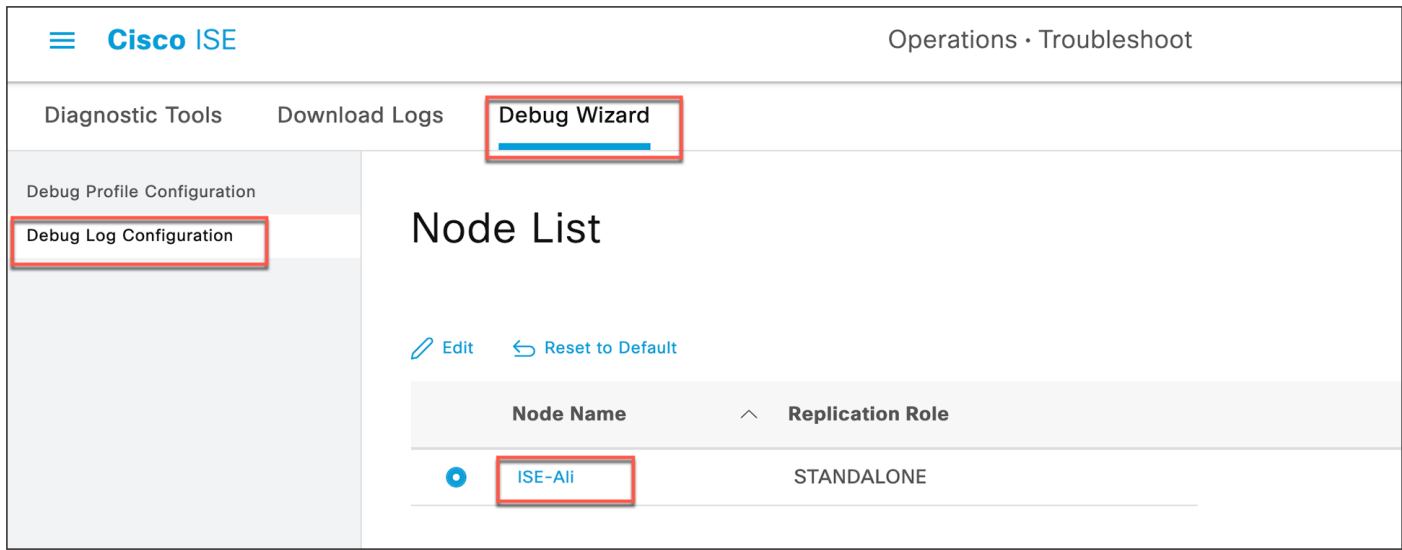 Cisco ISE
Operations · Troubleshoot
Diagnostic Tools
Download Logs
Debug Wizard
Debug Profile Configuration
Debug Log Configuration
Node List
Edit
Reset to Default
Node Name
Replication Role
ISE-Ali
STANDALONE